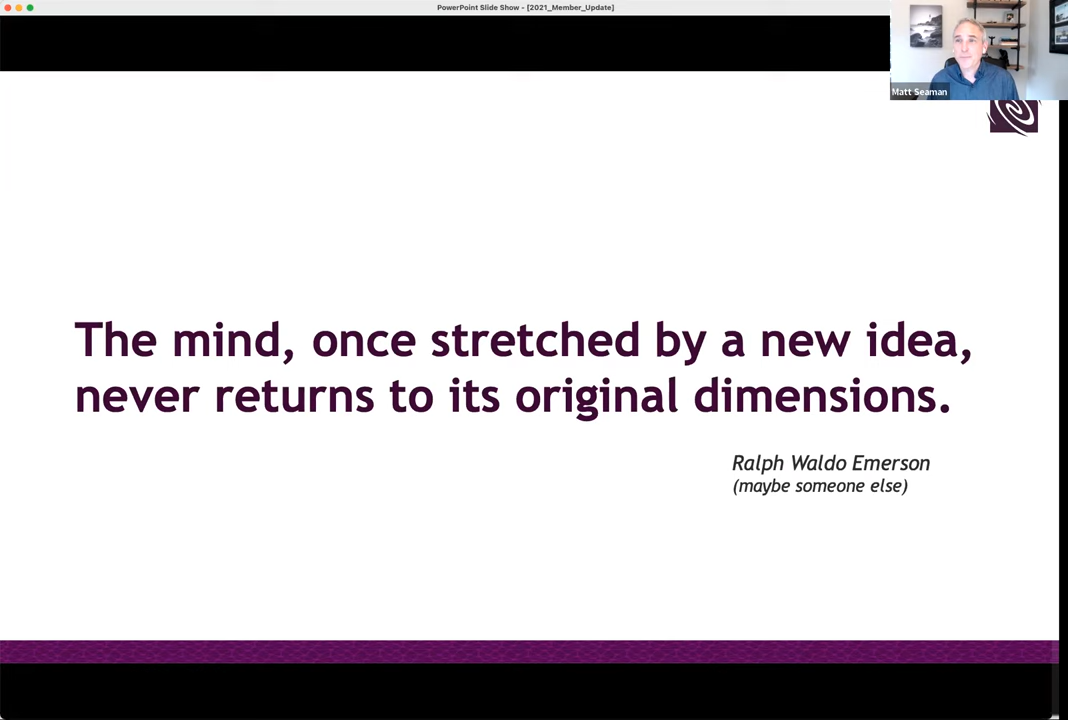 PowerPoint Slide Show - [2021_Member_Update]
Matt Seaman
The mind, once stretched by a new idea,
never returns to its original dimensions.
Ralph Waldo Emerson
(maybe someone else)